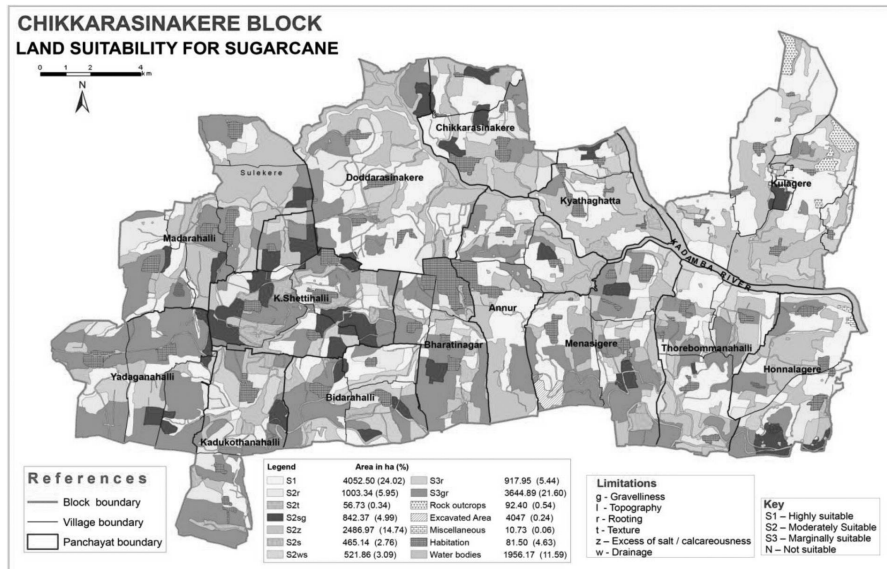 CHIKKARASINAKERE BLOCK
LAND SUITABILITY FOR SUGARCANE
0 2 4
km
N
Chikkarasinakere
Sulekere
Doddarasinakere
Kulagere
Kyathaghatta
Madarahalli
KADAMBA RIVER
K.Shettihalli
Annur
Bharatinagar
Menasigere
Thorebommanahalli
Honnalagere
Yadaganahalli
Bidarahalli
Kadukothanahalli
References
Block boundary
Village boundary
Panchayat boundary
Legend Area in ha (%)
S1 4052.50 (24.02)
S2r 1003.34 (5.95)
S2t 56.73 (0.34)
S2sg 842.37 (4.99)
S2z 2486.97 (14.74)
S2s 465.14 (2.76)
S2ws 521.86 (3.09)
S3r 917.95 (5.44)
S3gr 3644.89 (21.60)
Rock outcrops 92.40 (0.54)
Excavated Area 4047 (0.24)
Miscellaneous 10.73 (0.06)
Habitation 81.50 (4.63)
Water bodies 1956.17 (11.59)
Limitations
g - Gravelliness
l - Topography
r - Rooting
t - Texture
z – Excess of salt / calcareousness
w - Drainage
Key
S1 – Highly suitable
S2 – Moderately Suitable
S3 – Marginally suitable
N – Not suitable